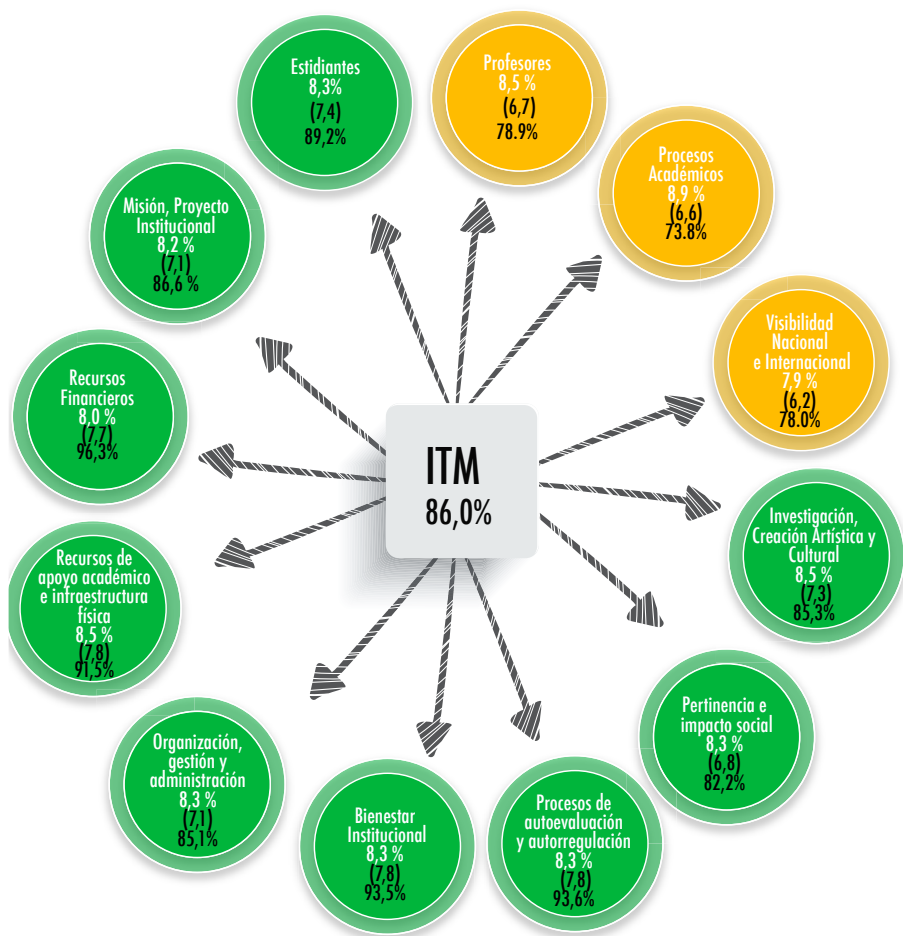 Estidiantes
8,3%
(7,4)
89,2%
Profesores
8,5 %
(6,7)
78.9%
Procesos
Académicos
8,9 %
(6,6)
73.8%
Visibilidad
Nacional
e Internacional
7,9 %
(6,2)
78.0%
Investigación,
Creación Artística y
Cultural
8,5 %
(7,3)
85,3%
Pertinencia e
impacto social
8,3 %
(6,8)
82,2%
Procesos de
autoevaluación
y autorregulación
8,3 %
(7,8)
93,6%
Bienestar
Institucional
8,3 %
(7,8)
93,5%
Organización,
gestión y
administración
8,3 %
(7,1)
85,1%
Recursos de
apoyo académico
e infraestructura
física
8,5 %
(7,8)
91,5%
Recursos
Financieros
8,0 %
(7,7)
96,3%
Misión, Proyecto
Institucional
8,2 %
(7,1)
86,6 %
ITM
86,0%